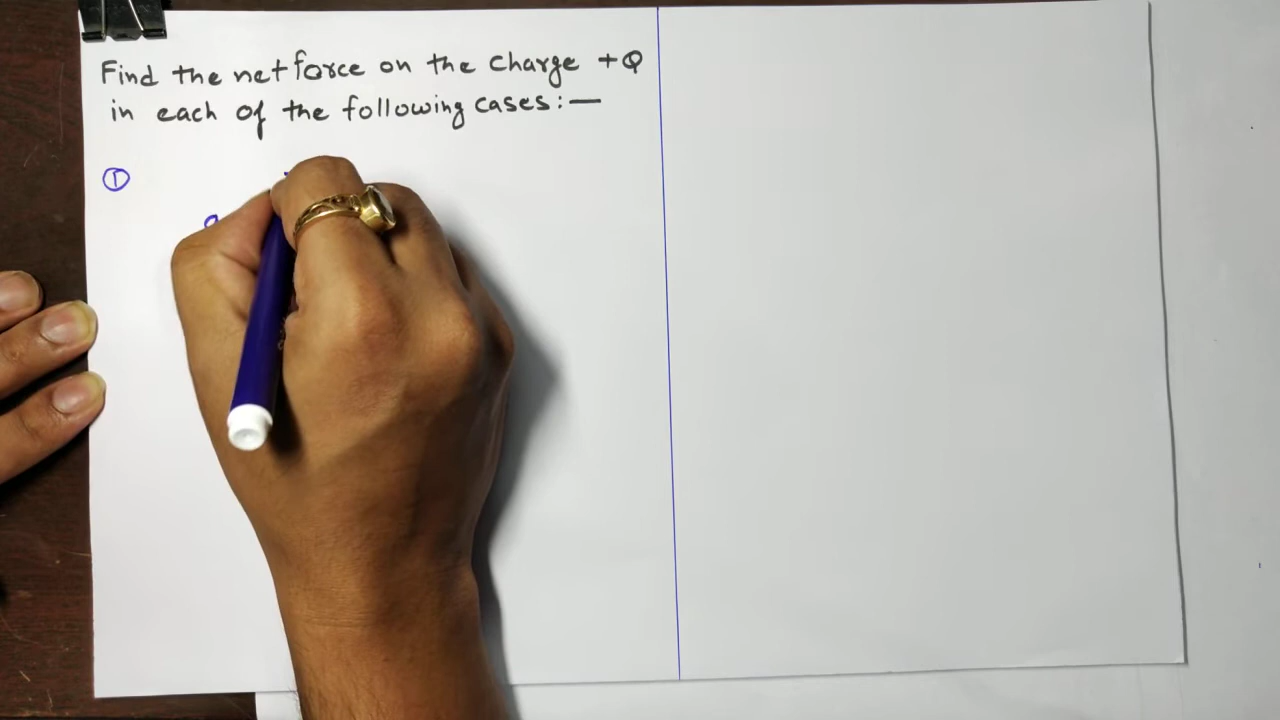 Find the net force on the charge +Q
in each of the following cases:—
①